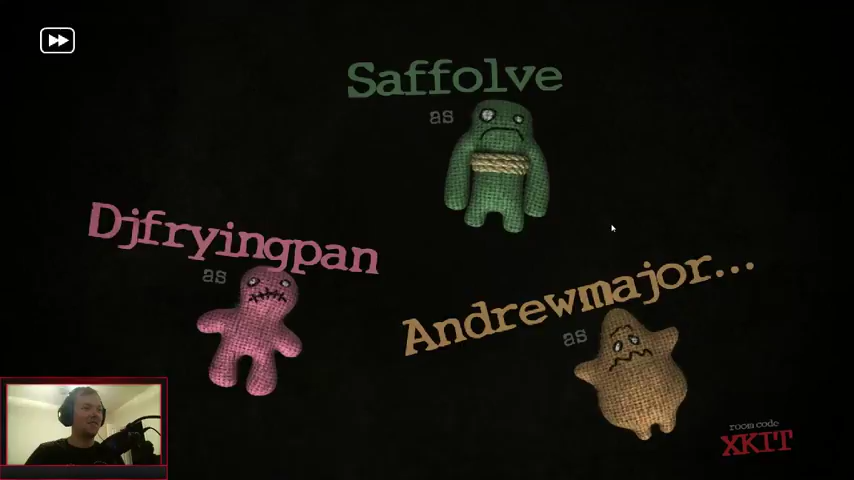 Saffolve
as
Djfryingpan
as
Andrewmajor...
as
room code
XKIT